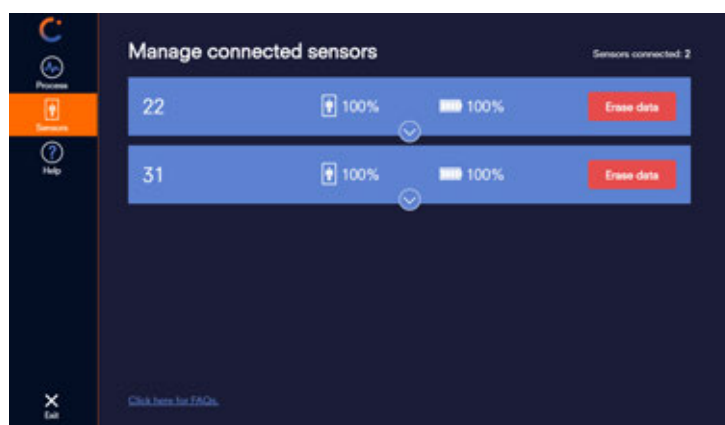 Manage connected sensors
Sensors connected: 2
Process
22 100% 100% Erase data
Sensors
Help
31 100% 100% Erase data
Click here for FAQs.
Exit